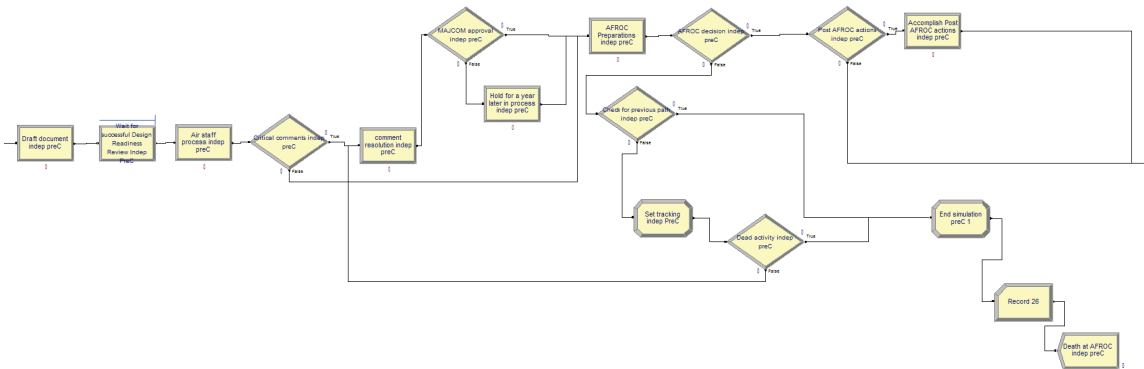 Draft document
indep preC
Wait for
successful Design
Readiness
Review Indep
PreC
Air staff
process indep
preC
Critical comments indep
preC
True
False
comment
resolution indep
preC
MAJCOM approval
indep preC
True
False
Hold for a year
later in process
indep preC
AFROC
Preparations
indep preC
AFROC decision indep
preC
True
False
Post AFROC actions
indep preC
True
False
Accomplish Post
AFROC actions
indep preC
Check for previous path
indep preC
True
False
Set tracking
indep PreC
Dead activity indep
preC
True
False
End simulation
preC 1
Record 26
Death at AFROC
indep preC